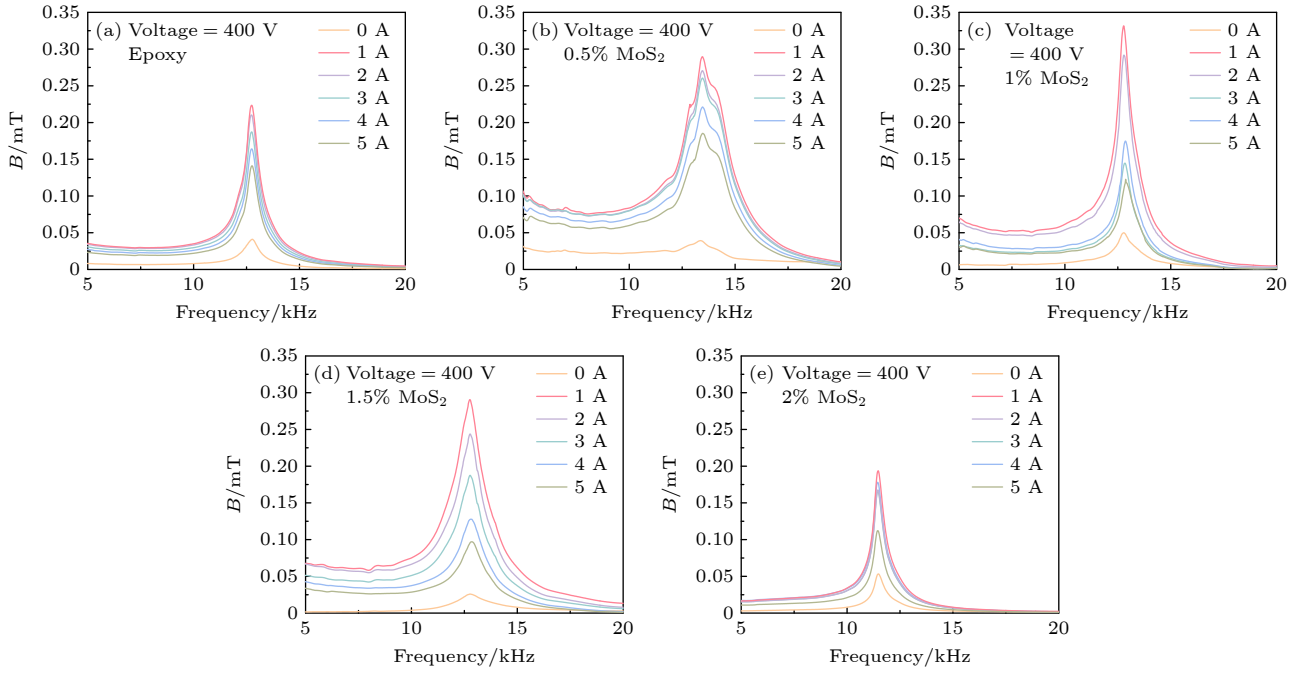 (a) Voltage = 400 V
Epoxy
0 A
1 A
2 A
3 A
4 A
5 A
0.35
0.30
0.25
0.20
0.15
0.10
0.05
0
B/mT
5
10
15
20
Frequency/kHz
(b) Voltage = 400 V
0.5% MoS₂
0 A
1 A
2 A
3 A
4 A
5 A
0.35
0.30
0.25
0.20
0.15
0.10
0.05
0
B/mT
5
10
15
20
Frequency/kHz
(c) Voltage
= 400 V
1% MoS₂
0 A
1 A
2 A
3 A
4 A
5 A
0.35
0.30
0.25
0.20
0.15
0.10
0.05
0
B/mT
5
10
15
20
Frequency/kHz
(d) Voltage = 400 V
1.5% MoS₂
0 A
1 A
2 A
3 A
4 A
5 A
0.35
0.30
0.25
0.20
0.15
0.10
0.05
0
B/mT
5
10
15
20
Frequency/kHz
(e) Voltage = 400 V
2% MoS₂
0 A
1 A
2 A
3 A
4 A
5 A
0.35
0.30
0.25
0.20
0.15
0.10
0.05
0
B/mT
5
10
15
20
Frequency/kHz